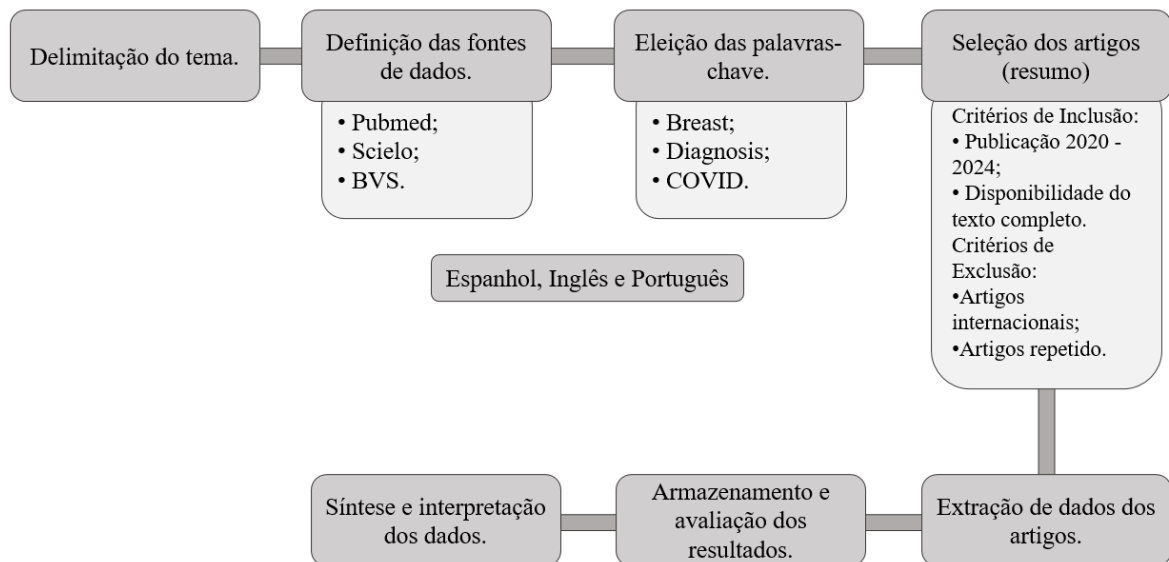 Delimitação do tema.
Definição das fontes
de dados.
• Pubmed;
• Scielo;
• BVS.
Eleição das palavras-
chave.
• Breast;
• Diagnosis;
• COVID.
Seleção dos artigos
(resumo)
Critérios de Inclusão:
• Publicação 2020 -
2024;
• Disponibilidade do
texto completo.
Critérios de
Exclusão:
•Artigos
internacionais;
•Artigos repetido.
Espanhol, Inglês e Português
Extração de dados dos
artigos.
Armazenamento e
avaliação dos
resultados.
Síntese e interpretação
dos dados.